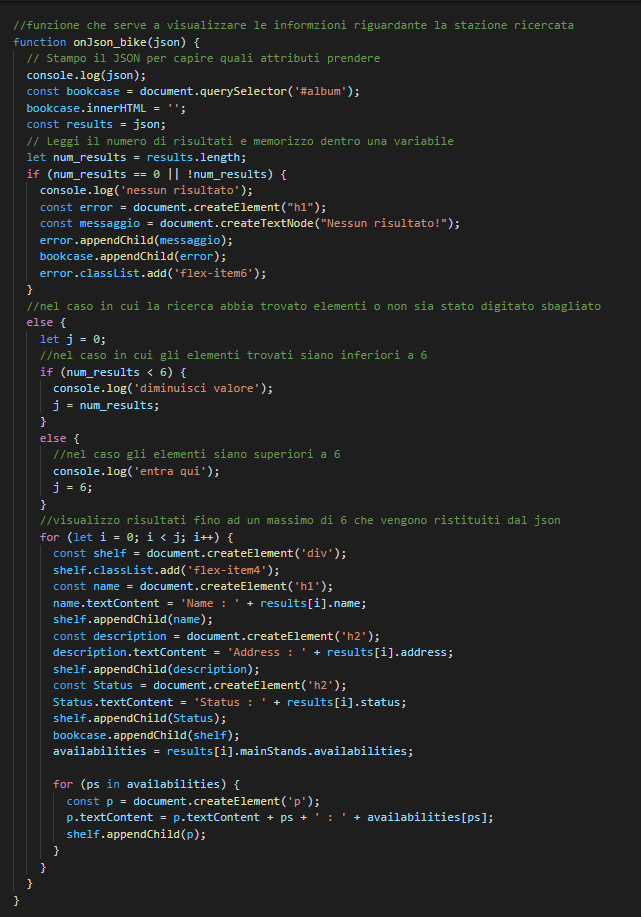 //funzione che serve a visualizzare le informzioni riguardante la stazione ricercata
function onJson_bike(json) {
// Stampo il JSON per capire quali attributi prendere
console.log(json);
const bookcase = document.querySelector('#album');
bookcase.innerHTML = '';
const results = json;
// Leggi il numero di risultati e memorizzo dentro una variabile
let num_results = results.length;
if (num_results == 0 || !num_results) {
console.log('nessun risultato');
const error = document.createElement("h1");
const messaggio = document.createTextNode("Nessun risultato!");
error.appendChild(messaggio);
bookcase.appendChild(error);
error.classList.add('flex-item6');
}
//nel caso in cui la ricerca abbia trovato elementi o non sia stato digitato sbagliato
else {
let j = 0;
//nel caso in cui gli elementi trovati siano inferiori a 6
if (num_results < 6) {
console.log('diminuisci valore');
j = num_results;
}
else {
//nel caso gli elementi siano superiori a 6
console.log('entra qui');
j = 6;
}
//visualizzo risultati fino ad un massimo di 6 che vengono ristituiti dal json
for (let i = 0; i < j; i++) {
const shelf = document.createElement('div');
shelf.classList.add('flex-item4');
const name = document.createElement('h1');
name.textContent = 'Name : ' + results[i].name;
shelf.appendChild(name);
const description = document.createElement('h2');
description.textContent = 'Address : ' + results[i].address;
shelf.appendChild(description);
const Status = document.createElement('h2');
Status.textContent = 'Status : ' + results[i].status;
shelf.appendChild(Status);
bookcase.appendChild(shelf);
availabilities = results[i].mainStands.availabilities;
for (ps in availabilities) {
const p = document.createElement('p');
p.textContent = p.textContent + ps + ' : ' + availabilities[ps];
shelf.appendChild(p);
}
}
}
}